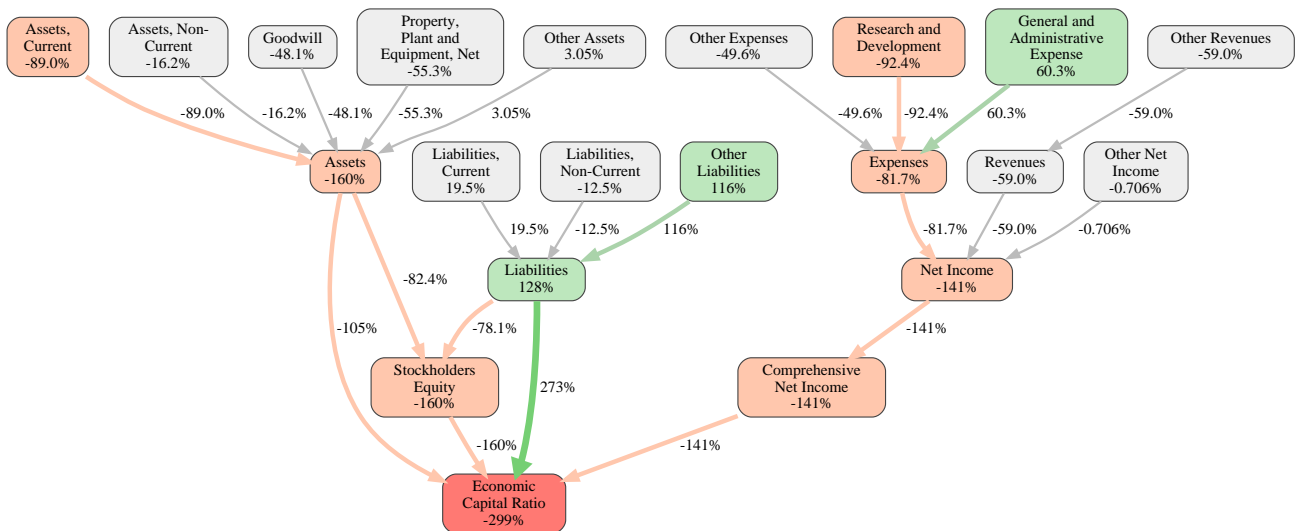 Assets,
Current
-89.0%
Assets, Non-
Current
-16.2%
Goodwill
-48.1%
Property,
Plant and
Equipment, Net
-55.3%
Other Assets
3.05%
Other Expenses
-49.6%
Research and
Development
-92.4%
General and
Administrative
Expense
60.3%
Other Revenues
-59.0%
-89.0%
-16.2%
-48.1%
-55.3%
3.05%
-49.6%
-92.4%
60.3%
-59.0%
Assets
-160%
Liabilities,
Current
19.5%
Liabilities,
Non-Current
-12.5%
Other
Liabilities
116%
Expenses
-81.7%
Revenues
-59.0%
Other Net
Income
-0.706%
19.5%
-12.5%
116%
-81.7%
-59.0%
-0.706%
Liabilities
128%
Net Income
-141%
-82.4%
-105%
-78.1%
-141%
Stockholders
Equity
-160%
273%
Comprehensive
Net Income
-141%
-160%
-141%
Economic
Capital Ratio
-299%